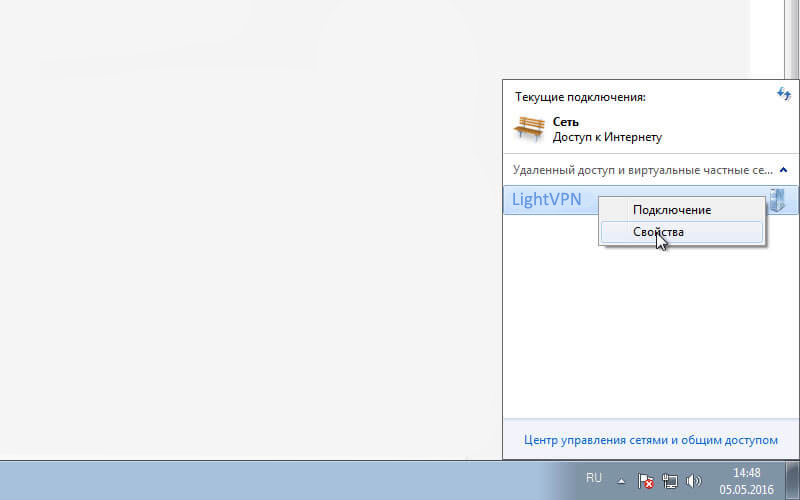 Текущие подключения:
Сеть
Доступ к Интернету
Удаленный доступ и виртуальные частные се...
LightVPN
Подключение
Свойства
Центр управления сетями и общим доступом
RU
14:48
05.05.2016